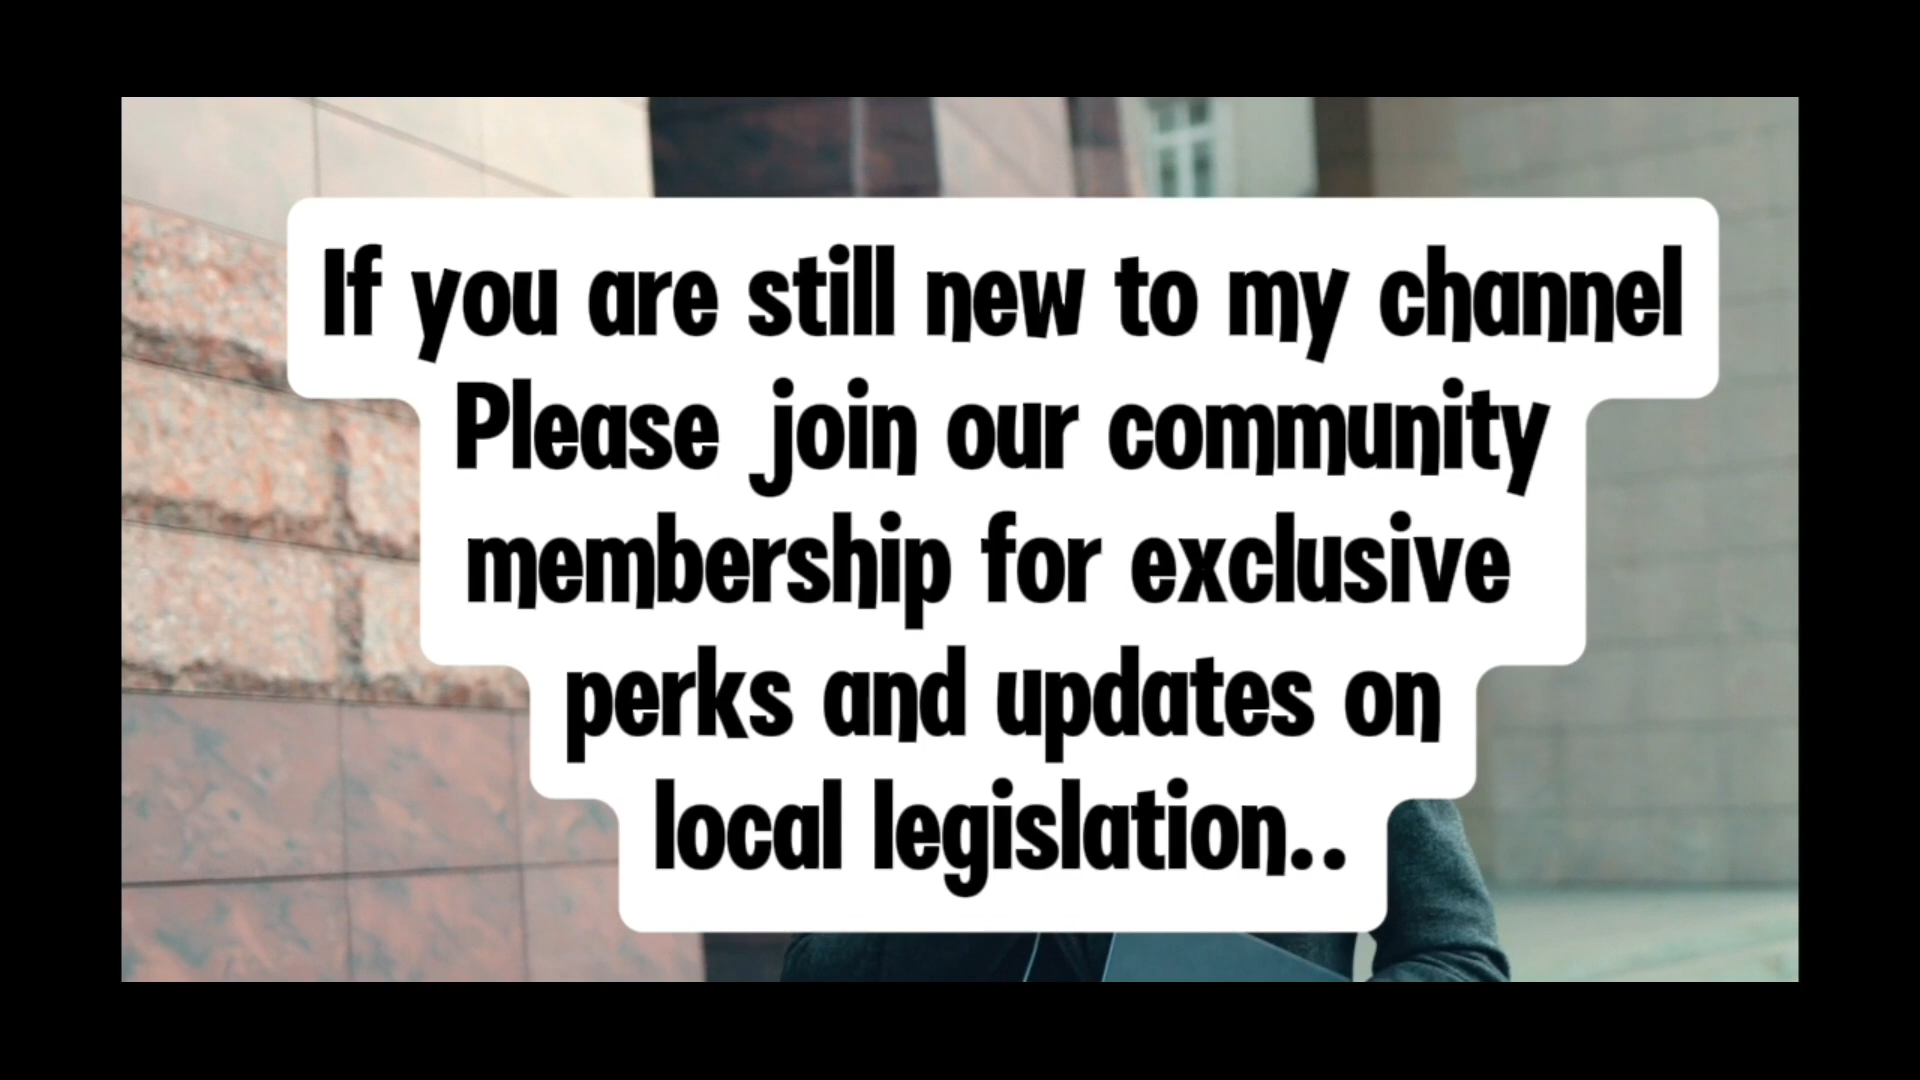 If you are still new to my channel
Please join our community
membership for exclusive
perks and updates on
local legislation..